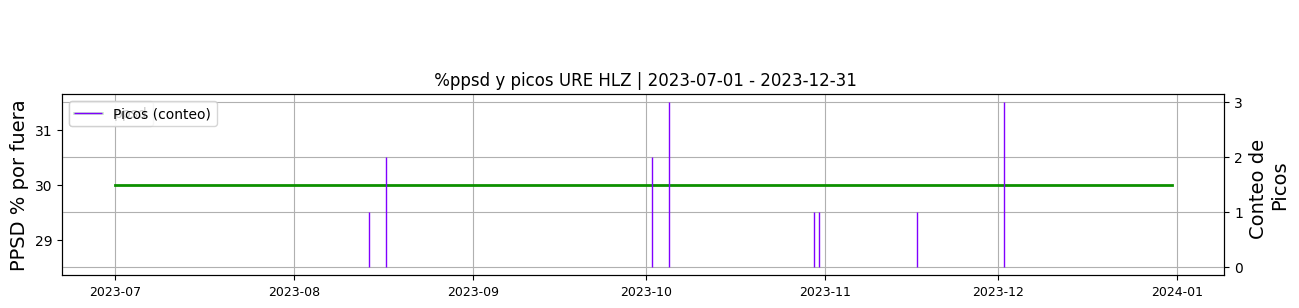 %ppsd y picos URE HLZ | 2023-07-01 - 2023-12-31
PPSD % por fuera
31
30
29
Picos (conteo)
3
2
1
0
Conteo de
Picos
2023-07
2023-08
2023-09
2023-10
2023-11
2023-12
2024-01